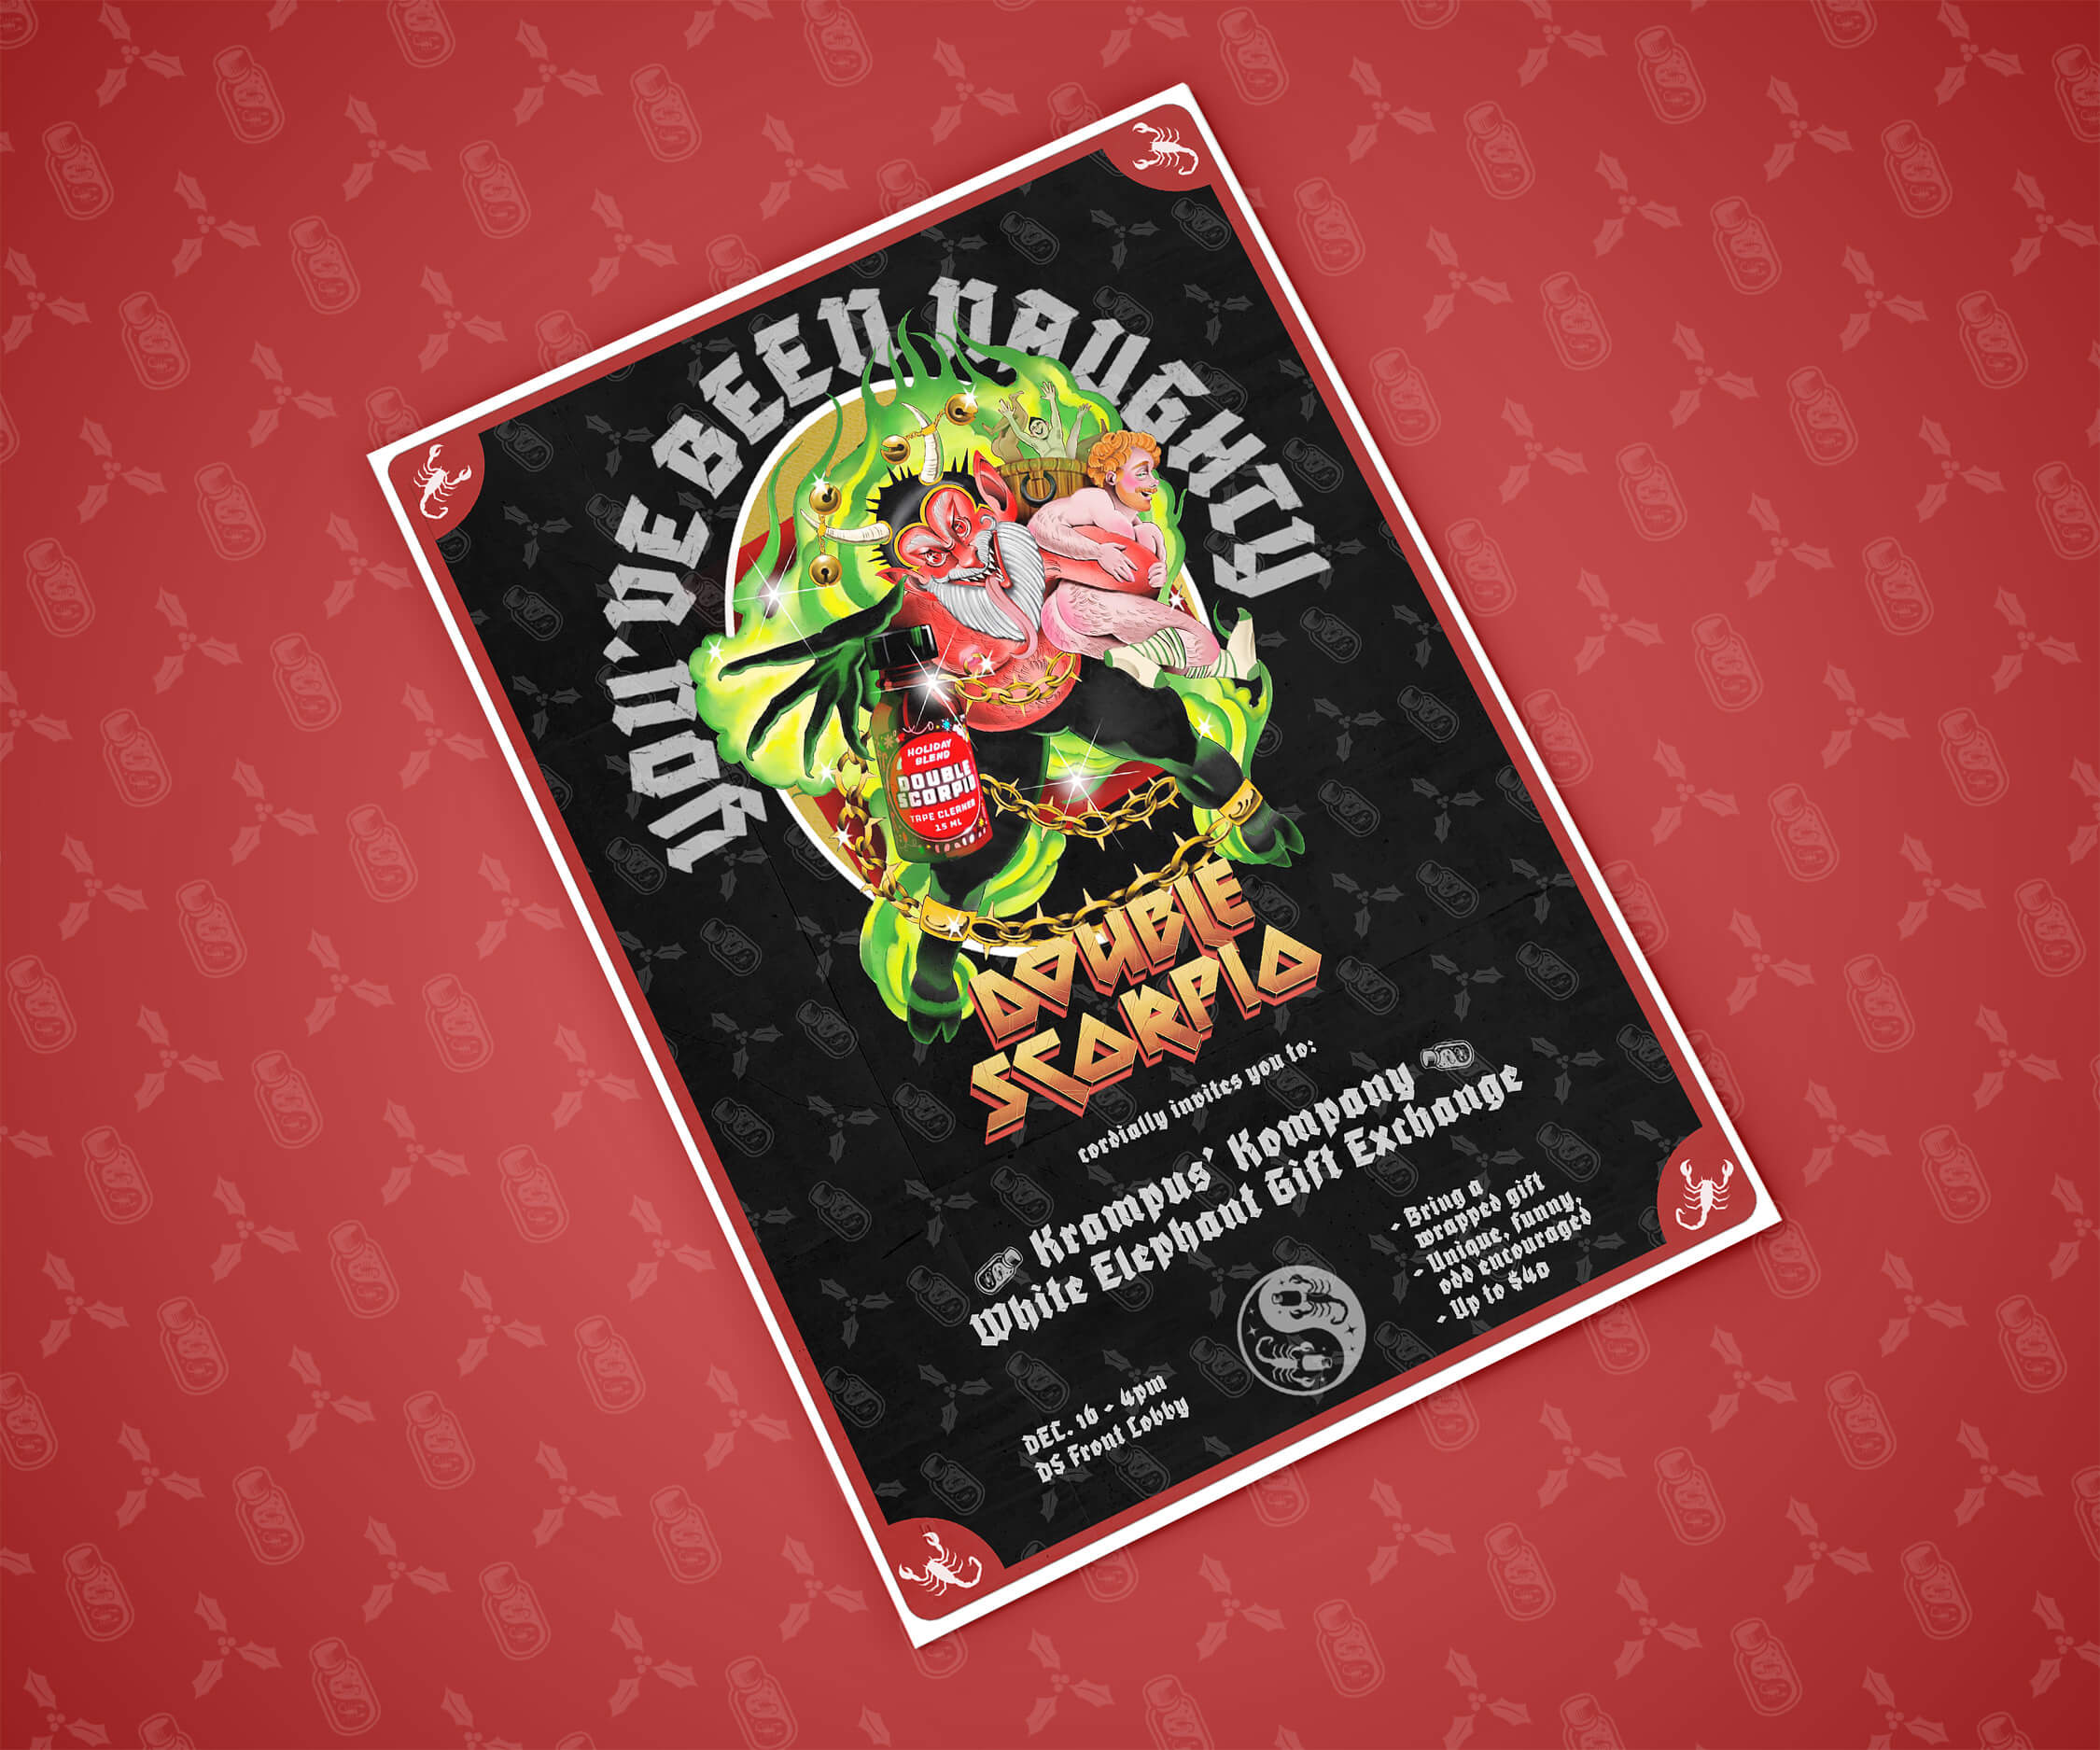 YOU'VE BEEN NAUGHTY
HOLIDAY
BLEND
DOUBLE
SCORPIO
TAPE CLEANER
15 ML
DOUBLE
SCORPIO
cordially invites you to:
Krampus' Kompany
White Elephant Gift Exchange
- Bring a
wrapped gift
- Unique, funny,
odd encouraged
- Up to $40
DEC. 16 - 4pm
DS Front Lobby